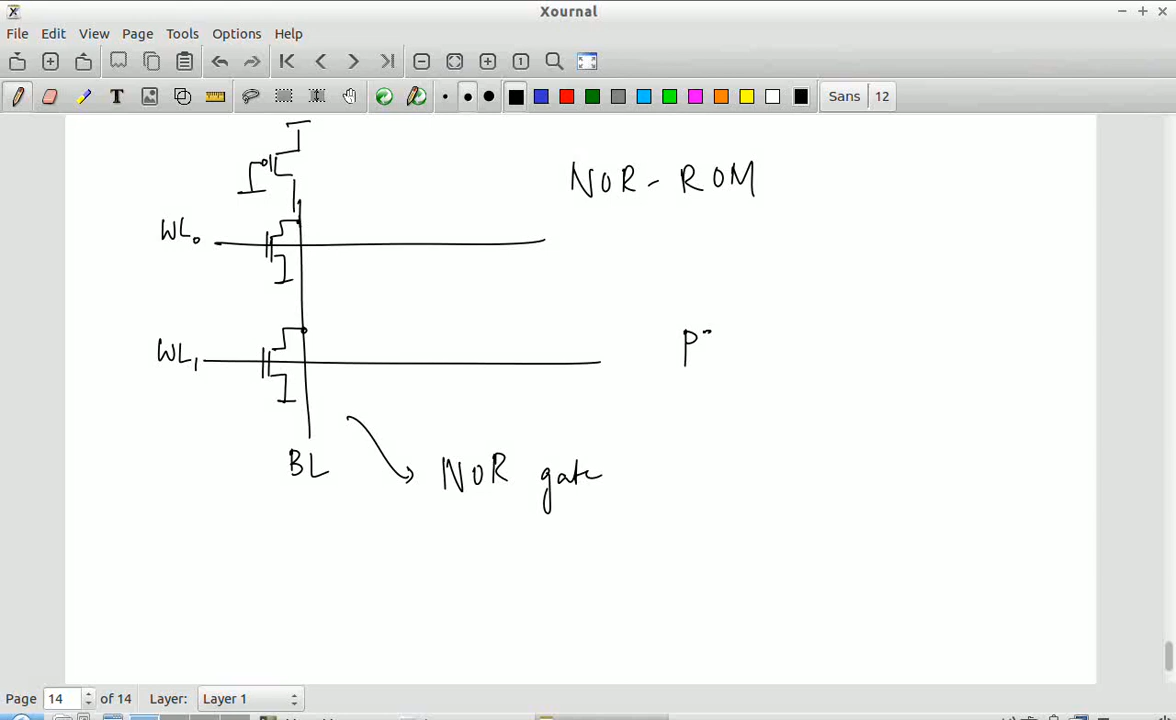 Xournal
File Edit View Page Tools Options Help
Sans 12
NOR - ROM
WL0
WL1
P
BL
NOR gate
Page 14 of 14 Layer: Layer 1